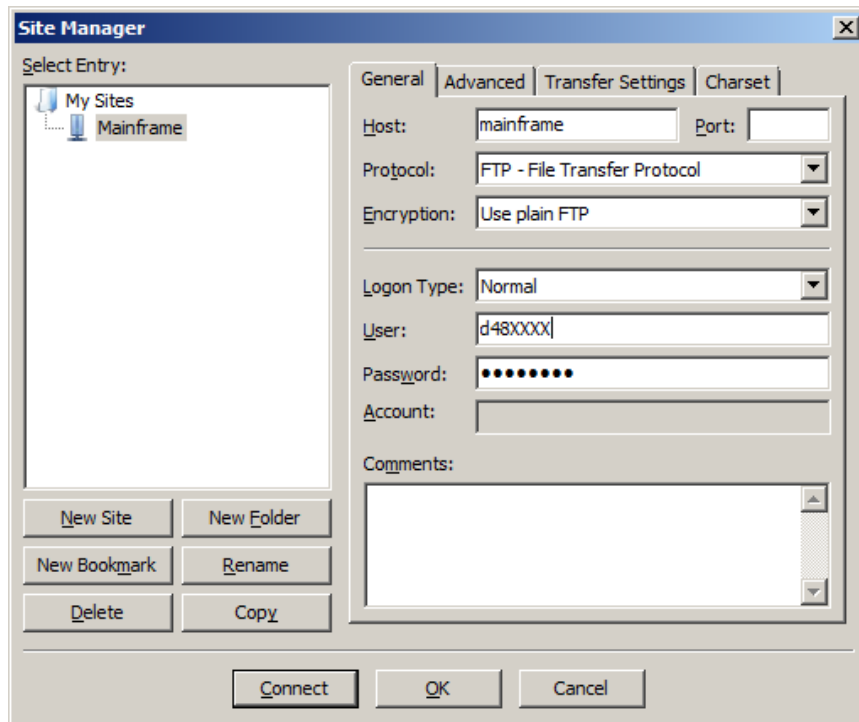 Site Manager
Select Entry:
My Sites
Mainframe
New Site
New Folder
New Bookmark
Rename
Delete
Copy
General
Advanced
Transfer Settings
Charset
Host:
mainframe
Port:
Protocol:
FTP - File Transfer Protocol
Encryption:
Use plain FTP
Logon Type:
Normal
User:
d48XXXX
Password:
●●●●●●●●
Account:
Comments:
Connect
OK
Cancel